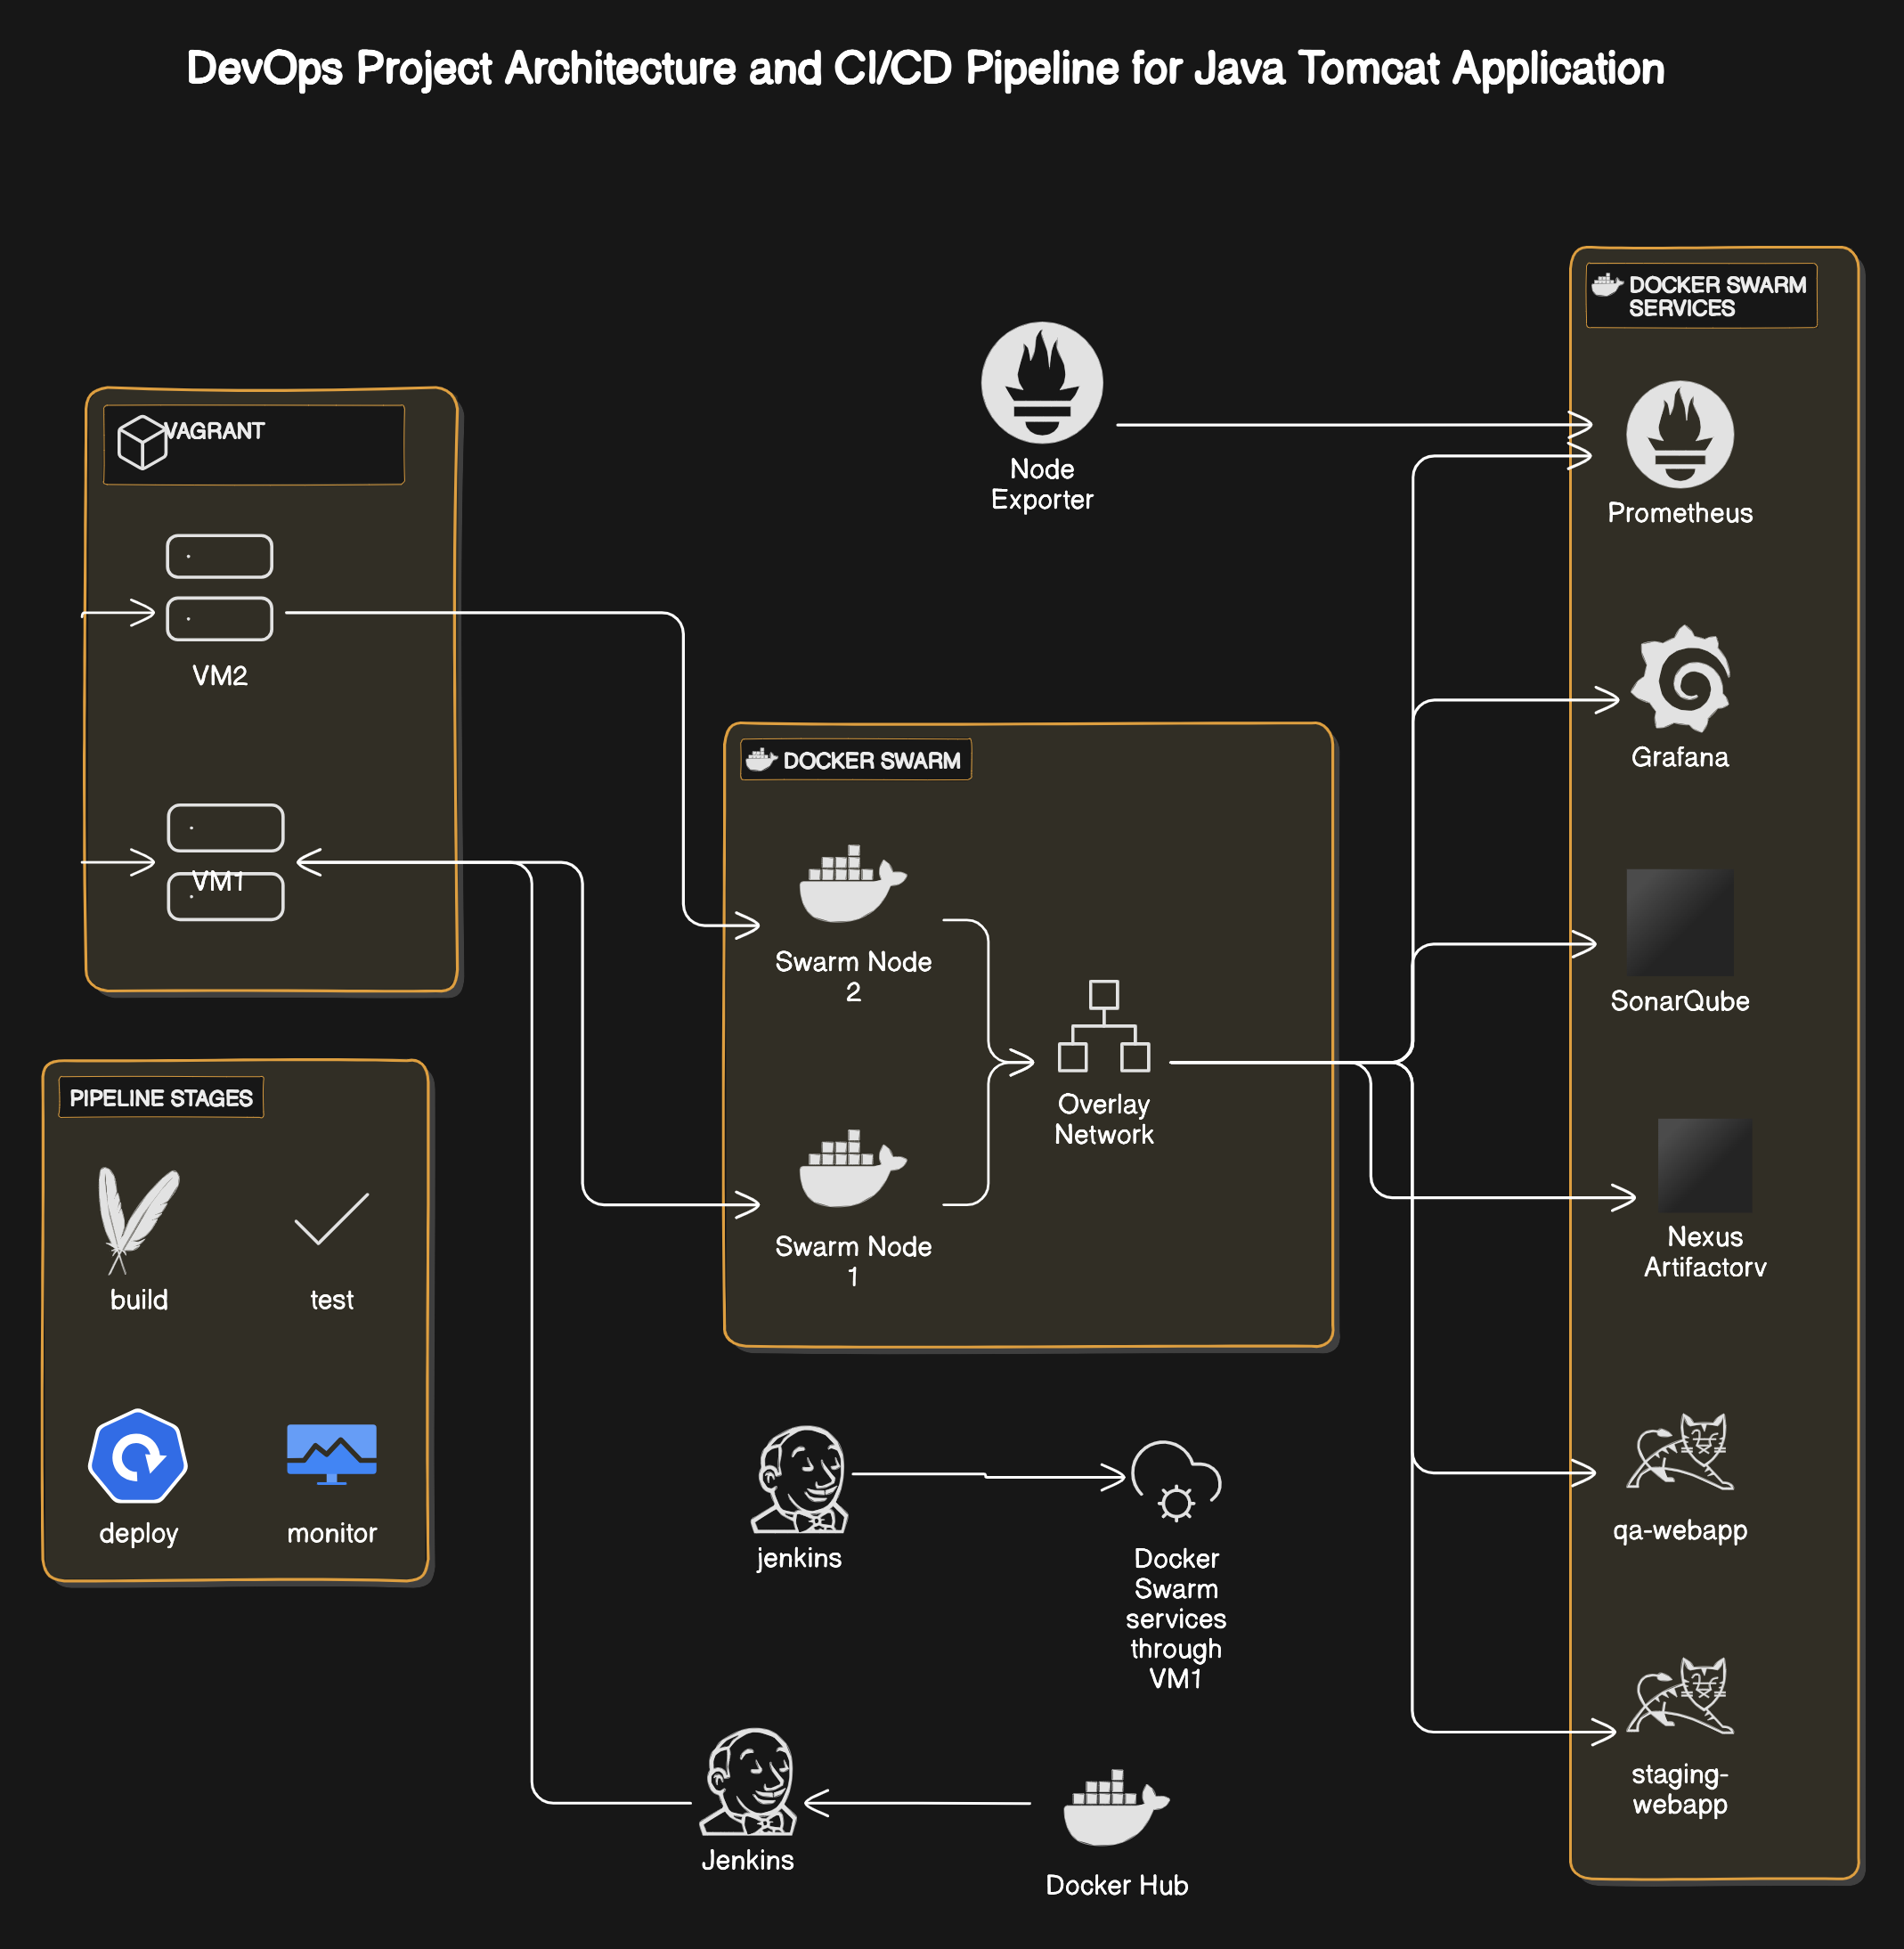 DevOps Project Architecture and CI/CD Pipeline for Java Tomcat Application
DOCKER SWARM
SERVICES
Node
Exporter
Prometheus
VAGRANT
VM2
VM1
Grafana
DOCKER SWARM
Swarm Node
2
Swarm Node
1
Overlay
Network
SonarQube
Nexus
Artifactorv
PIPELINE STAGES
build
test
deploy
monitor
jenkins
Docker
Swarm
services
through
VM1
qa-webapp
staging-
webapp
Jenkins
Docker Hub